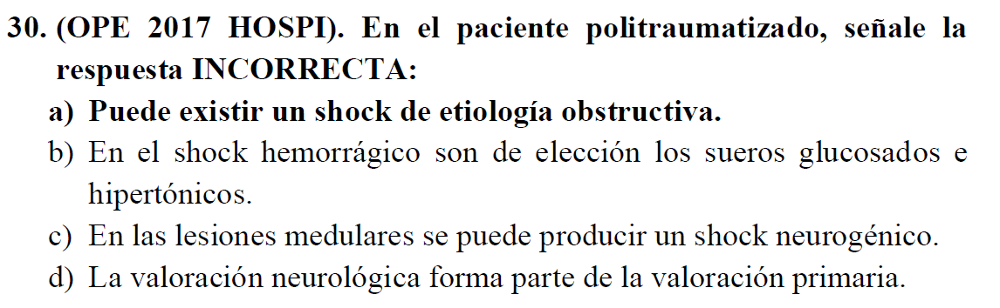 30. (OPE 2017 HOSPI). En el paciente politraumatizado, señale la
respuesta INCORRECTA:
a) Puede existir un shock de etiología obstructiva.
b) En el shock hemorrágico son de elección los sueros glucosados e
hipertónicos.
c) En las lesiones medulares se puede producir un shock neurogénico.
d) La valoración neurológica forma parte de la valoración primaria.